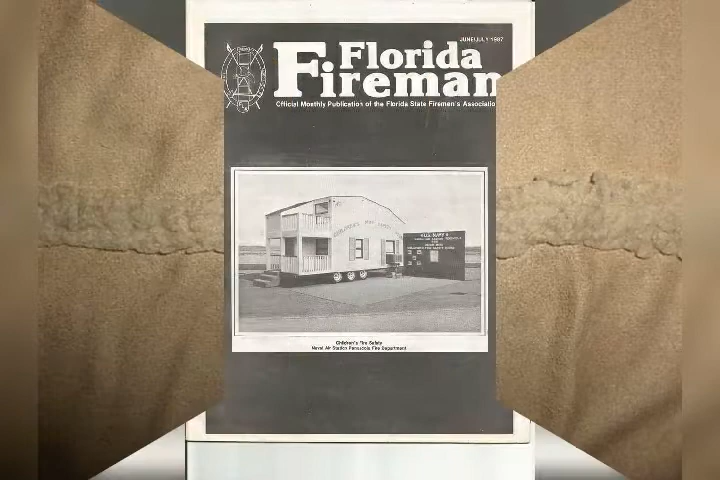 JUNE/JULY 1987
Florida
Fireman
Official Monthly Publication of the Florida State Firemen's Associatio
Children's Fire Safety
Naval Air Station Pensacola Fire Department